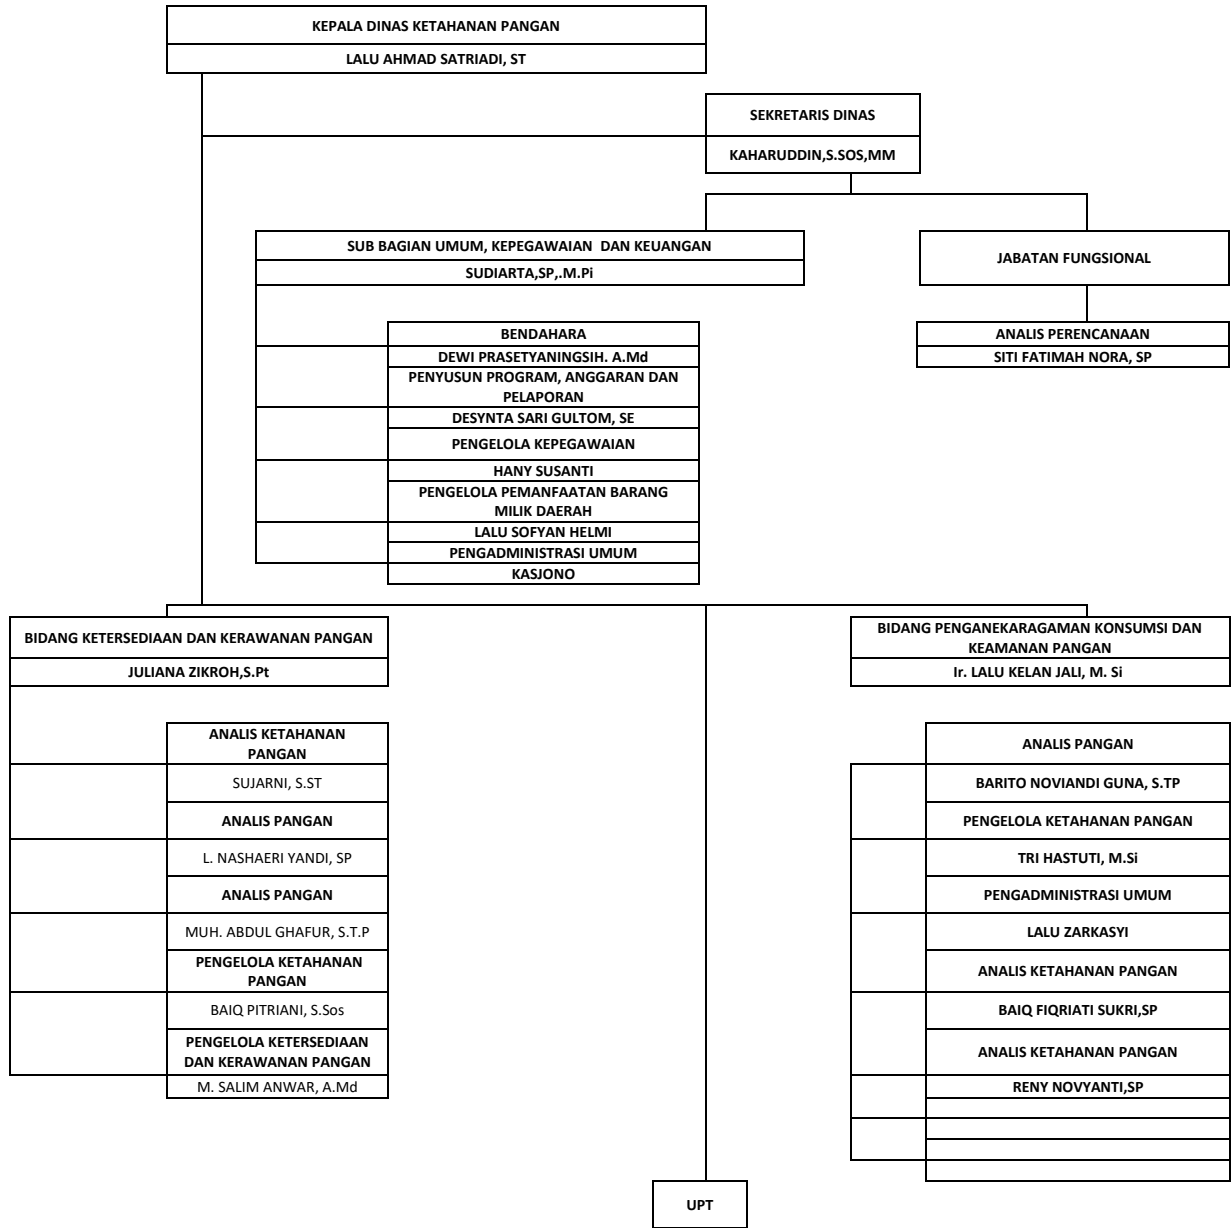 KEPALA DINAS KETAHANAN PANGAN
LALU AHMAD SATRIADI, ST
SEKRETARIS DINAS
KAHARUDDIN,S.SOS,MM
SUB BAGIAN UMUM, KEPEGAWAIAN  DAN KEUANGAN
SUDIARTA,SP,.M.Pi
JABATAN FUNGSIONAL
ANALIS PERENCANAAN
SITI FATIMAH NORA, SP
BENDAHARA
DEWI PRASETYANINGSIH. A.Md
PENYUSUN PROGRAM, ANGGARAN DAN
PELAPORAN
DESYNTA SARI GULTOM, SE
PENGELOLA KEPEGAWAIAN
HANY SUSANTI
PENGELOLA PEMANFAATAN BARANG
MILIK DAERAH
LALU SOFYAN HELMI
PENGADMINISTRASI UMUM
KASJONO
BIDANG KETERSEDIAAN DAN KERAWANAN PANGAN
JULIANA ZIKROH,S.Pt
ANALIS KETAHANAN
PANGAN
SUJARNI, S.ST
ANALIS PANGAN
L. NASHAERI YANDI, SP
ANALIS PANGAN
MUH. ABDUL GHAFUR, S.T.P
PENGELOLA KETAHANAN
PANGAN
BAIQ PITRIANI, S.Sos
PENGELOLA KETERSEDIAAN
DAN KERAWANAN PANGAN
M. SALIM ANWAR, A.Md
BIDANG PENGANEKARAGAMAN KONSUMSI DAN
KEAMANAN PANGAN
Ir. LALU KELAN JALI, M. Si
ANALIS PANGAN
BARITO NOVIANDI GUNA, S.TP
PENGELOLA KETAHANAN PANGAN
TRI HASTUTI, M.Si
PENGADMINISTRASI UMUM
LALU ZARKASYI
ANALIS KETAHANAN PANGAN
BAIQ FIQRIATI SUKRI,SP
ANALIS KETAHANAN PANGAN
RENY NOVYANTI,SP
UPT